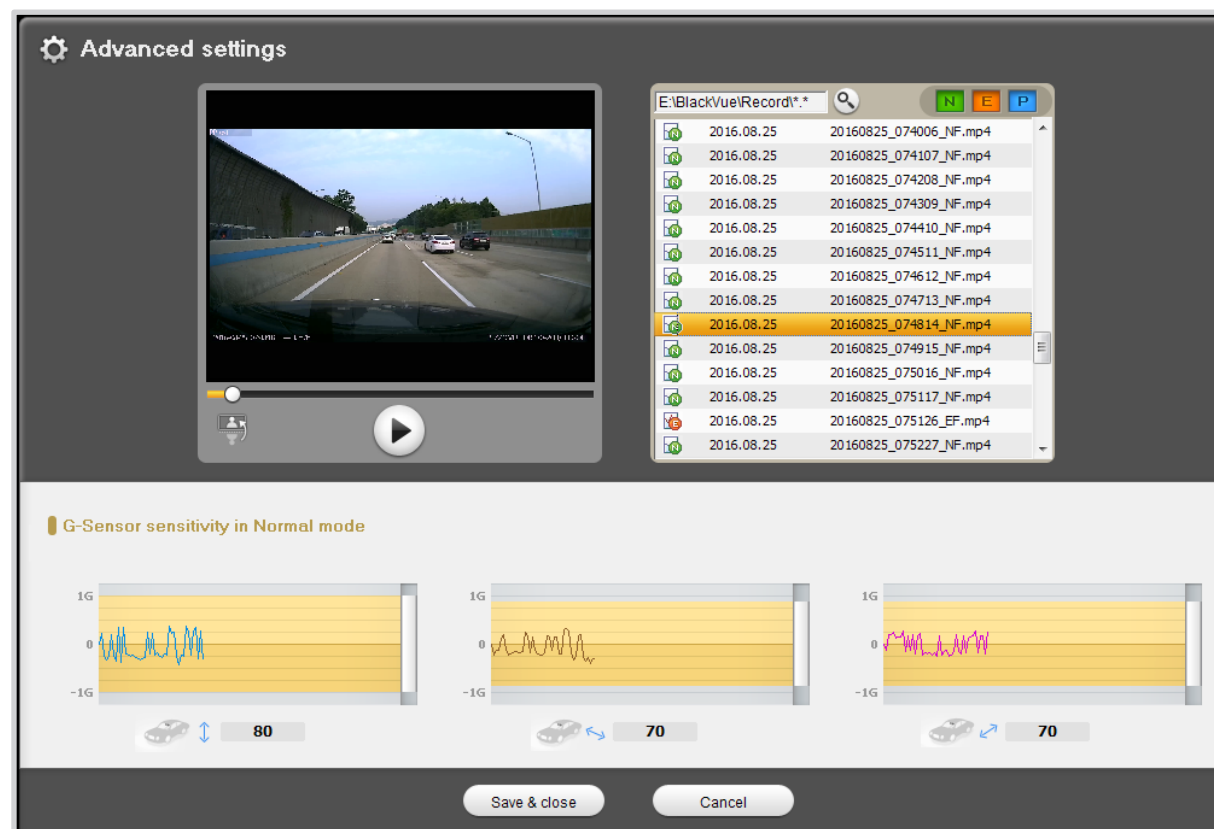 Advanced settings
E:\BlackVue\Record\*.*
N E P
2016.08.25 20160825_074006_NF.mp4
2016.08.25 20160825_074107_NF.mp4
2016.08.25 20160825_074208_NF.mp4
2016.08.25 20160825_074309_NF.mp4
2016.08.25 20160825_074410_NF.mp4
2016.08.25 20160825_074511_NF.mp4
2016.08.25 20160825_074612_NF.mp4
2016.08.25 20160825_074713_NF.mp4
2016.08.25 20160825_074814_NF.mp4
2016.08.25 20160825_074915_NF.mp4
2016.08.25 20160825_075016_NF.mp4
2016.08.25 20160825_075117_NF.mp4
2016.08.25 20160825_075126_EF.mp4
2016.08.25 20160825_075227_NF.mp4
G-Sensor sensitivity in Normal mode
1G 1G 1G
0 0 0
-1G -1G -1G
80 70 70
Save & close Cancel